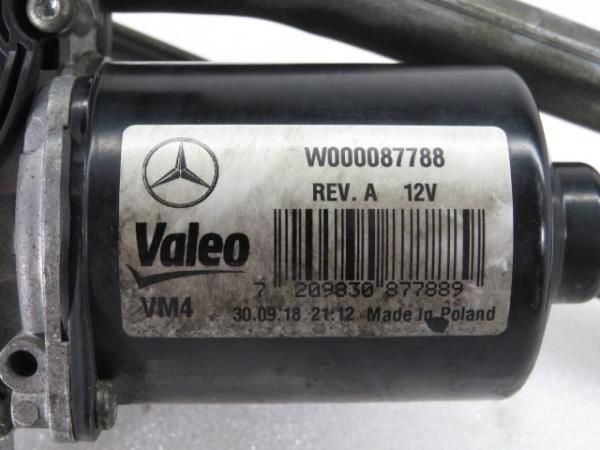 W000087788
REV. A 12V
Valeo
7 209830 877889
VM4
30.09.18 21:12 Made In Poland